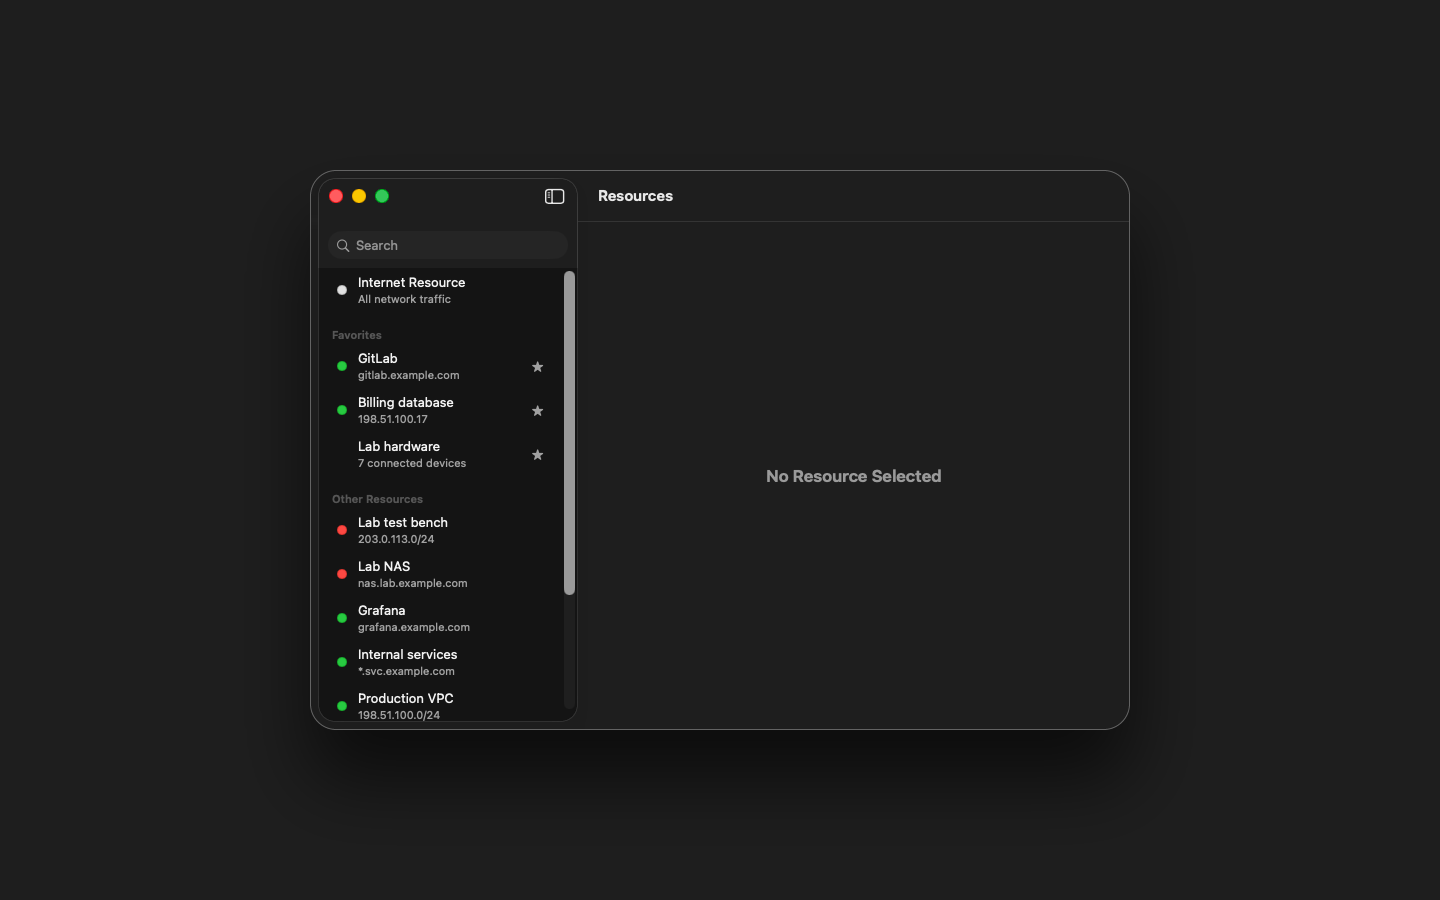 Resources
Search
Internet Resource
All network traffic
Favorites
GitLab
gitlab.example.com
Billing database
198.51.100.17
Lab hardware
7 connected devices
Other Resources
Lab test bench
203.0.113.0/24
Lab NAS
nas.lab.example.com
Grafana
grafana.example.com
Internal services
*.svc.example.com
Production VPC
198.51.100.0/24
No Resource Selected